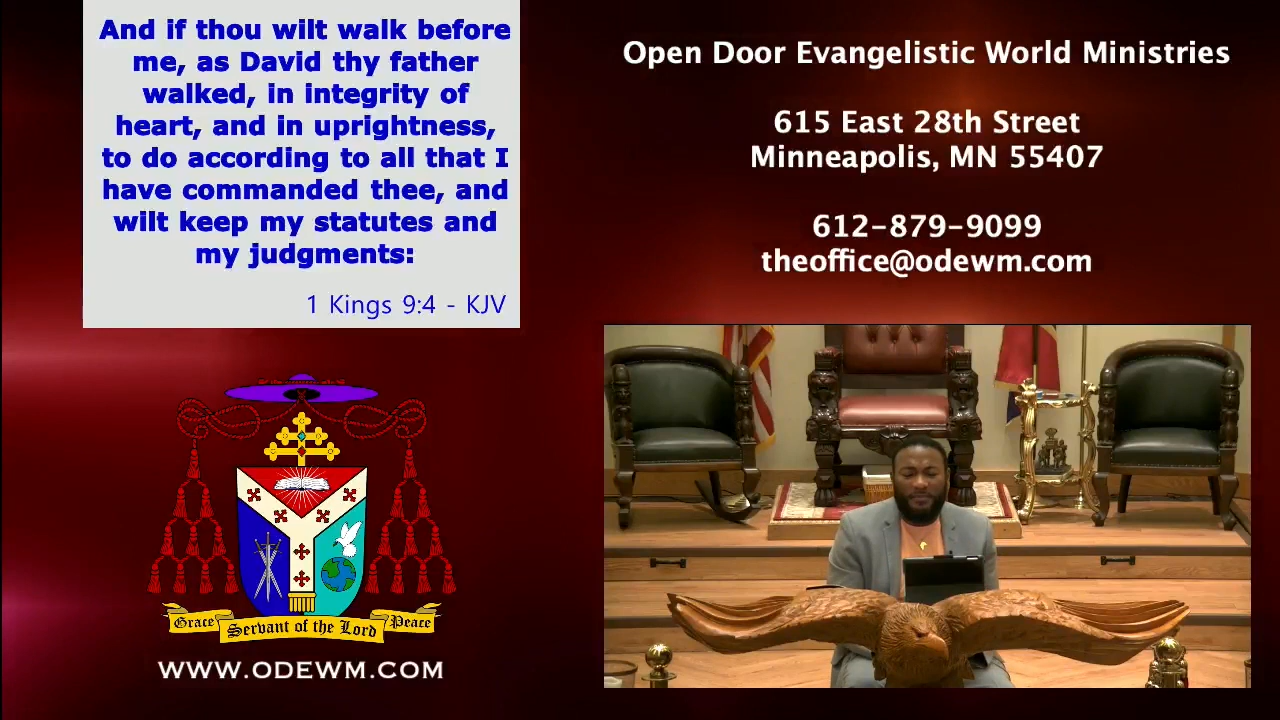 And if thou wilt walk before
me, as David thy father
walked, in integrity of
heart, and in uprightness,
to do according to all that I
have commanded thee, and
wilt keep my statutes and
my judgments:
1 Kings 9:4 - KJV
Open Door Evangelistic World Ministries
615 East 28th Street
Minneapolis, MN 55407
612-879-9099
theoffice@odewm.com
Grace
Servant of the Lord
Peace
WWW.ODEWM.COM